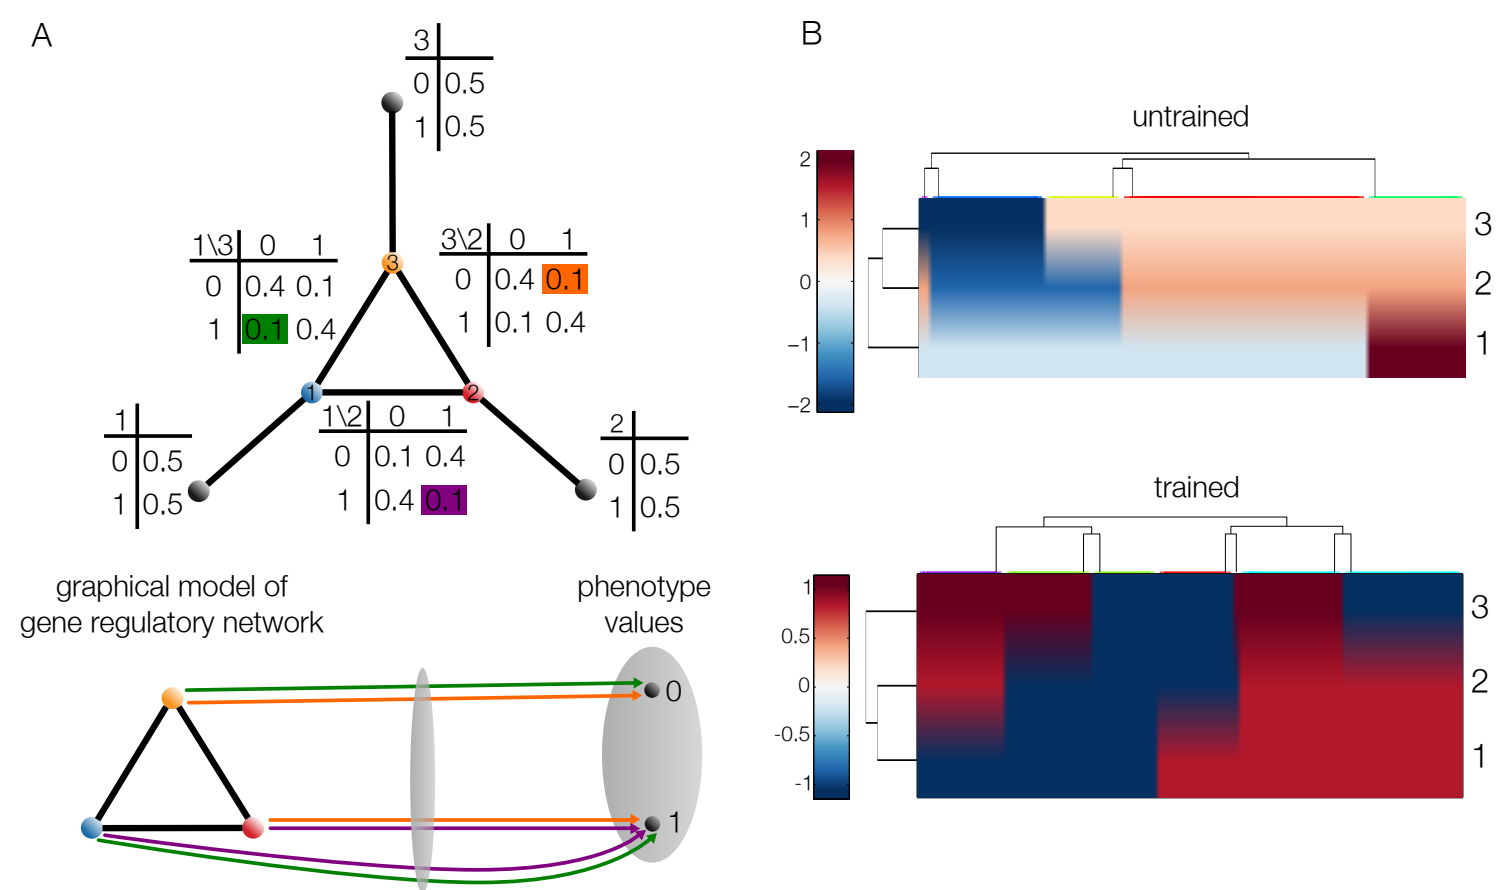 A
3
0 0.5
1 0.5
1\3 0 1
0 0.4 0.1
1 0.1 0.4
3\2 0 1
0 0.4 0.1
1 0.1 0.4
3
1
2
1
0 0.5
1 0.5
1\2 0 1
0 0.1 0.4
1 0.4 0.1
2
0 0.5
1 0.5
graphical model of
gene regulatory network
phenotype
values
0
1
B
untrained
2
1
0
−1
−2
3
2
1
trained
1
0.5
0
-0.5
-1
3
2
1